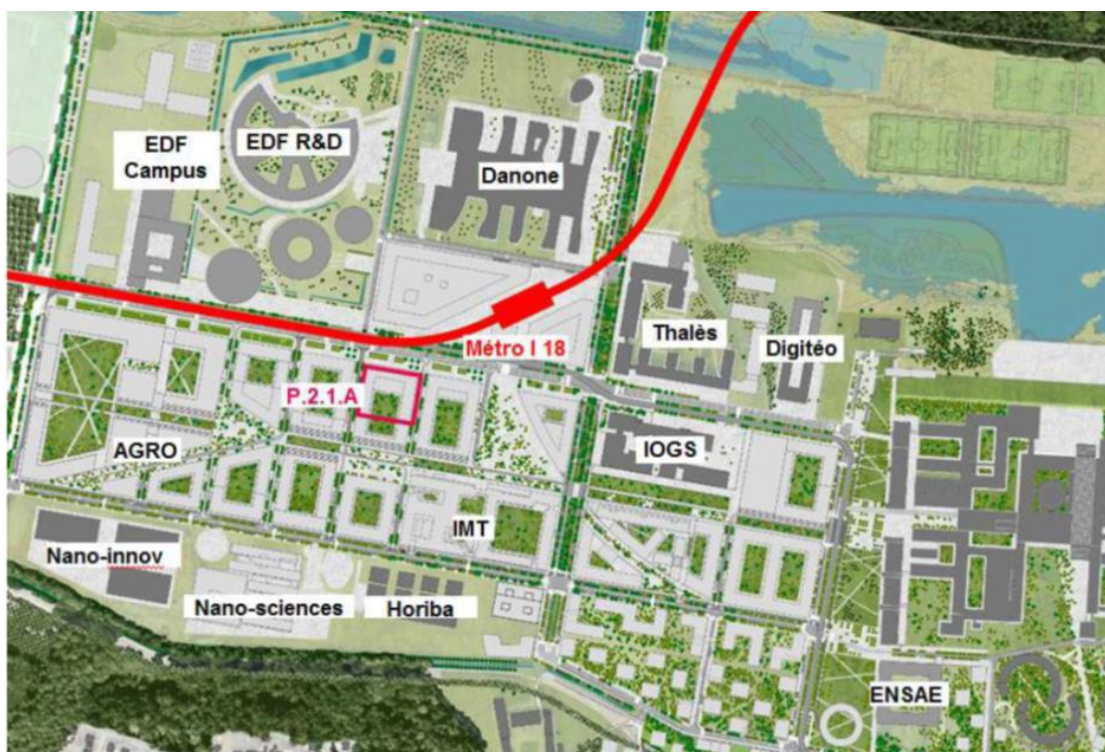 EDF
Campus
EDF R&D
Danone
Thalès
Digitéo
Métro l 18
P.2.1.A
AGRO
IOGS
IMT
Nano-innov
Nano-sciences
Horiba
ENSAE